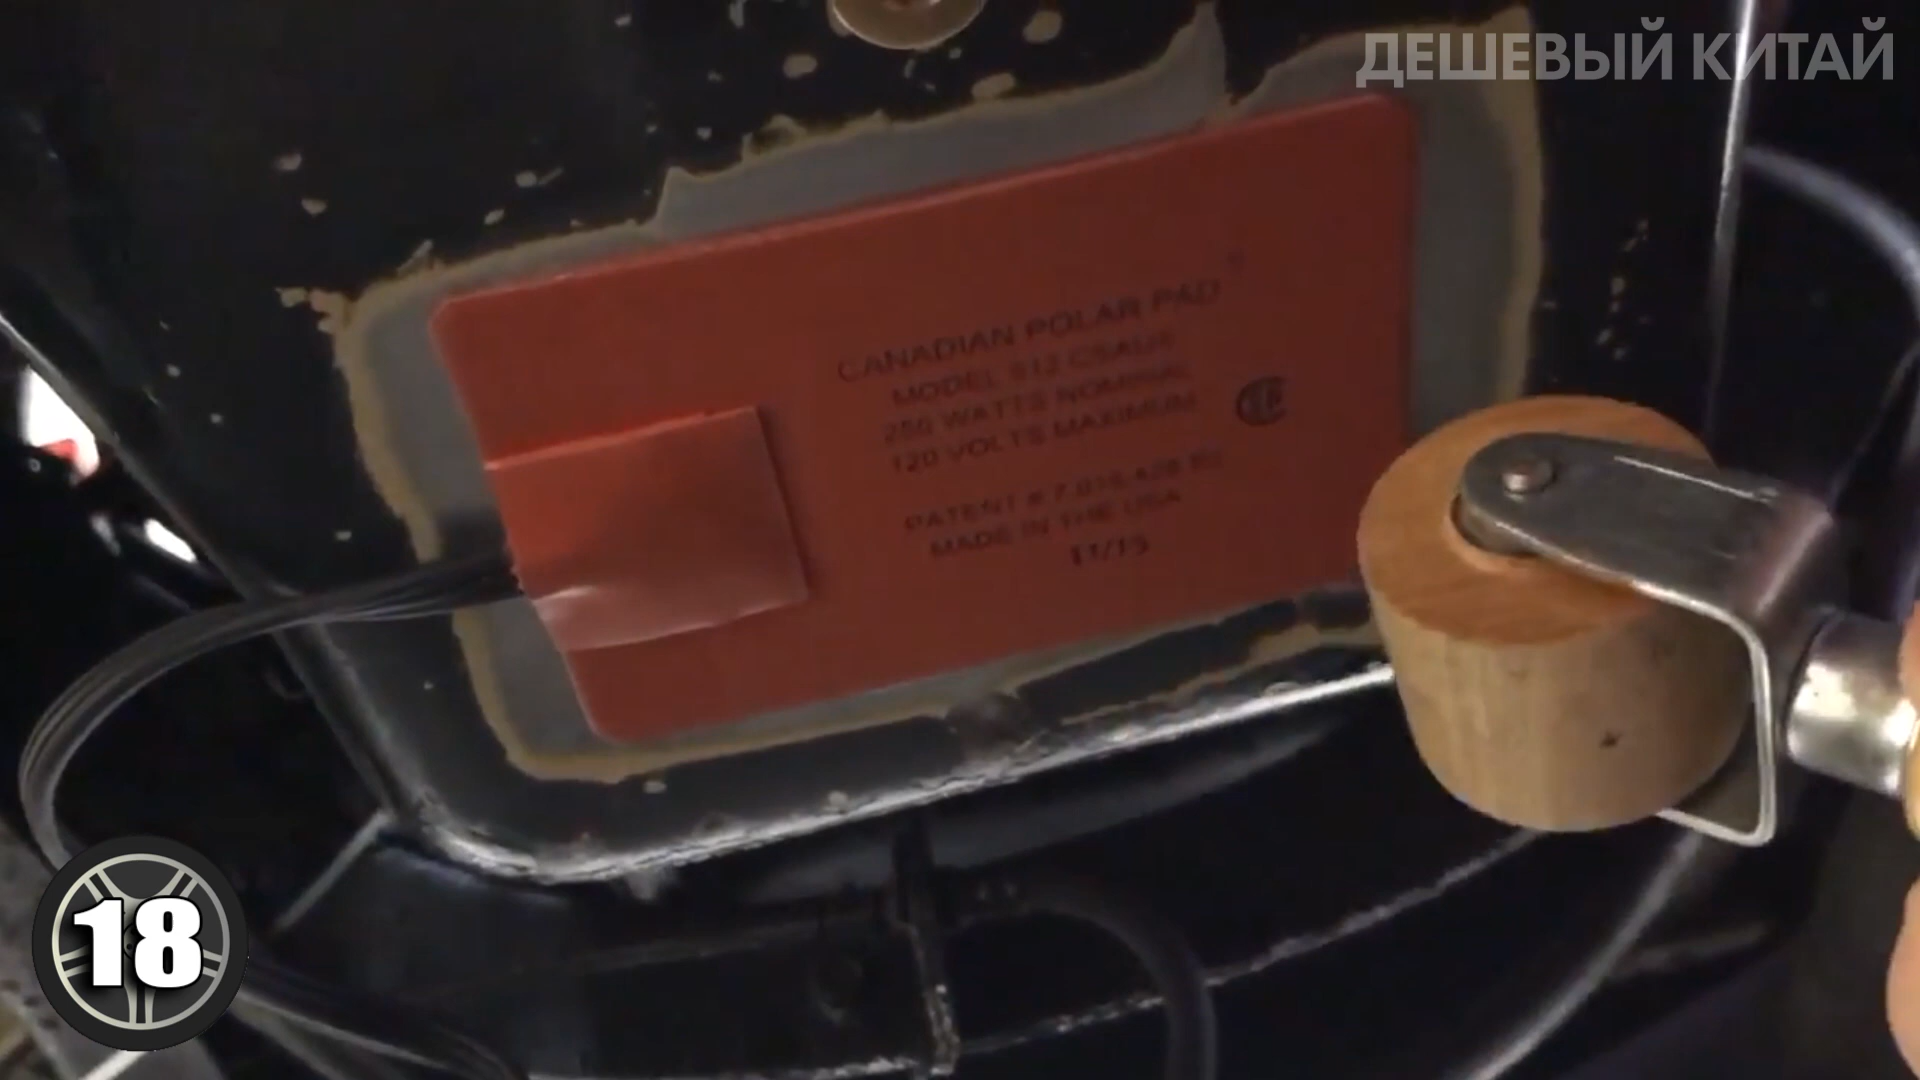 ДЕШЕВЫЙ КИТАЙ
CANADIAN POLAR PAD
MODEL
250 WATTS NOMINAL
120 VOLTS MAXIMUM
PATENT #
MADE IN THE USA
11/15
18